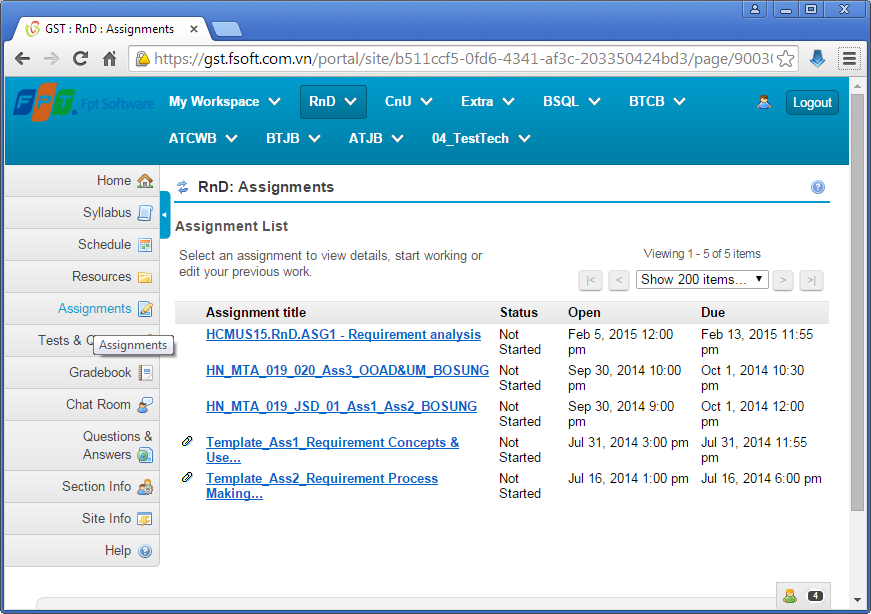 GST : RnD : Assignments
https://gst.fsoft.com.vn/portal/site/b511ccf5-0fd6-4341-af3c-203350424bd3/page/9003
FPT Fpt Software
My Workspace RnD CnU Extra BSQL BTCB Logout
ATCWB BTJB ATJB 04_TestTech
Home
Syllabus
Schedule
Resources
Assignments
Tests &
Assignments
Gradebook
Chat Room
Questions &
Answers
Section Info
Site Info
Help
RnD: Assignments
Assignment List
Select an assignment to view details, start working or
edit your previous work.
Viewing 1 - 5 of 5 items
|< < Show 200 items... > >|
Assignment title Status Open Due
HCMUS15.RnD.ASG1 - Requirement analysis Not Feb 5, 2015 12:00 Feb 13, 2015 11:55
Started pm pm
HN_MTA_019_020_Ass3_OOAD&UM_BOSUNG Not Sep 30, 2014 10:00 Oct 1, 2014 10:30
Started pm pm
HN_MTA_019_JSD_01_Ass1_Ass2_BOSUNG Not Sep 30, 2014 9:00 Oct 1, 2014 12:00
Started pm pm
Template_Ass1_Requirement Concepts & Not Jul 31, 2014 3:00 pm Jul 31, 2014 11:55
Use... Started pm
Template_Ass2_Requirement Process Not Jul 16, 2014 1:00 pm Jul 16, 2014 6:00 pm
Making... Started
4